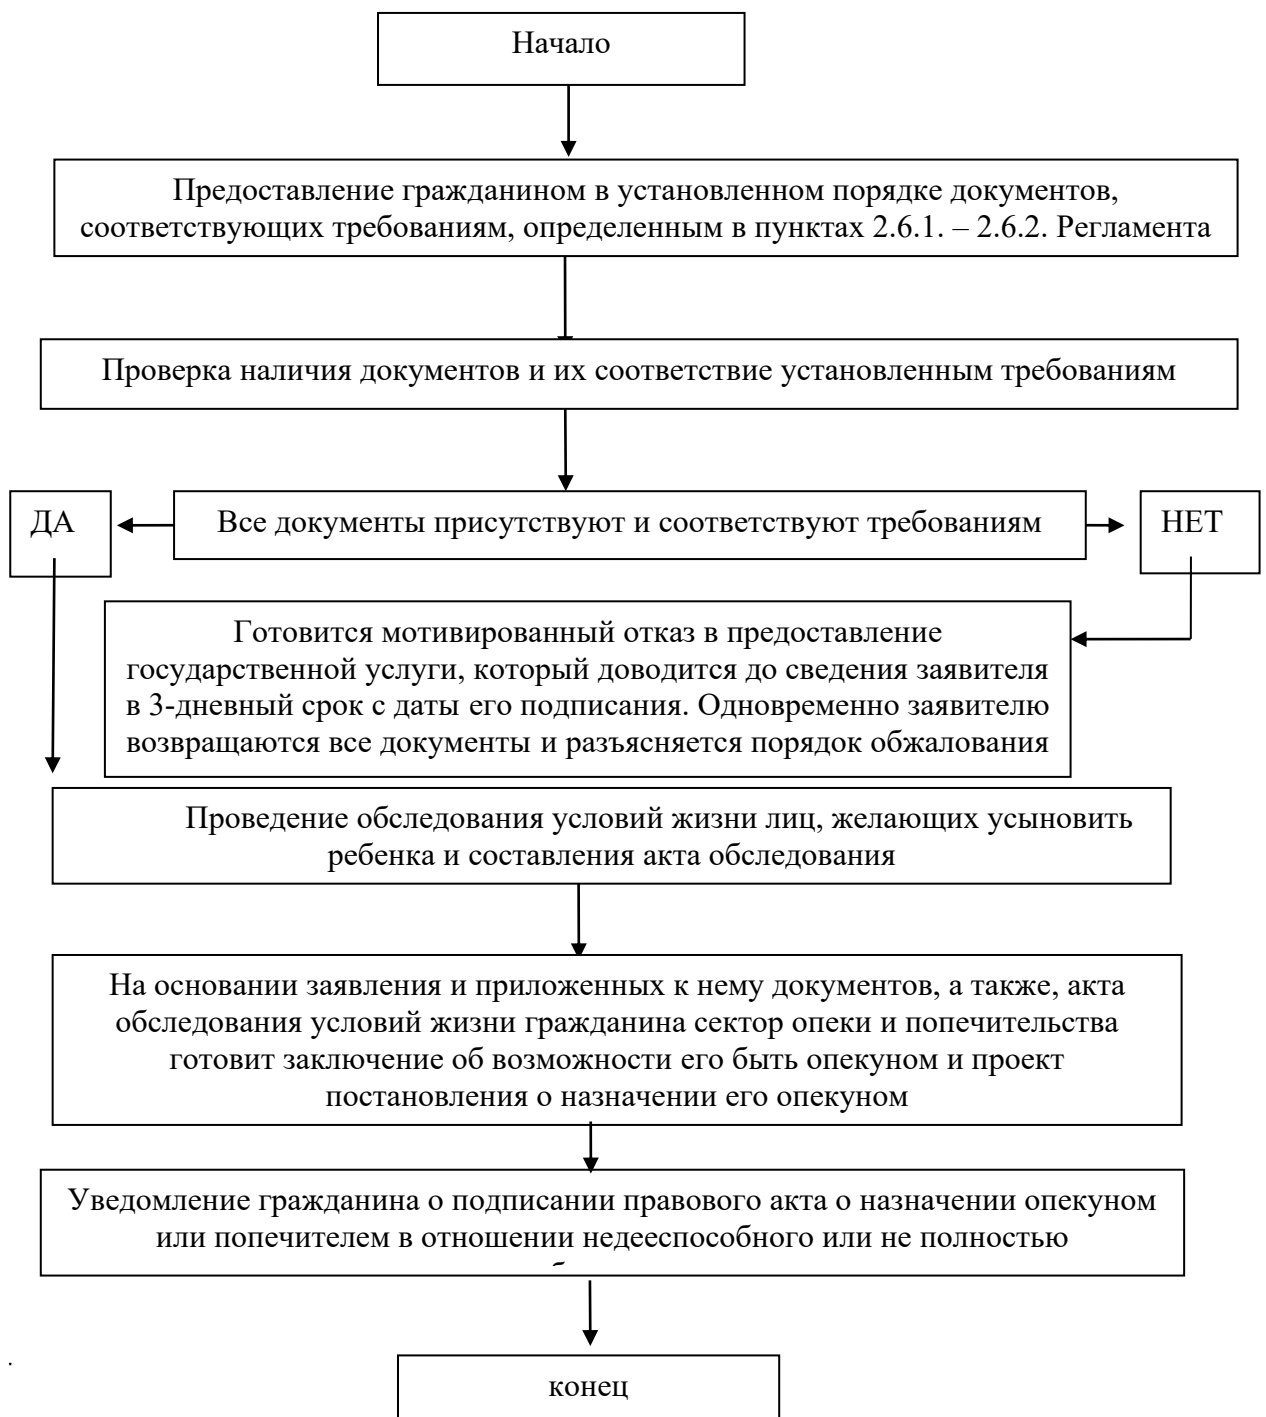 Начало
Предоставление гражданином в установленном порядке документов,
соответствующих требованиям, определенным в пунктах 2.6.1. – 2.6.2. Регламента
Проверка наличия документов и их соответствие установленным требованиям
ДА
Все документы присутствуют и соответствуют требованиям
НЕТ
Готовится мотивированный отказ в предоставление
государственной услуги, который доводится до сведения заявителя
в 3-дневный срок с даты его подписания. Одновременно заявителю
возвращаются все документы и разъясняется порядок обжалования
Проведение обследования условий жизни лиц, желающих усыновить
ребенка и составления акта обследования
На основании заявления и приложенных к нему документов, а также, акта
обследования условий жизни гражданина сектор опеки и попечительства
готовит заключение об возможности его быть опекуном и проект
постановления о назначении его опекуном
Уведомление гражданина о подписании правового акта о назначении опекуном
или попечителем в отношении недееспособного или не полностью
конец
.